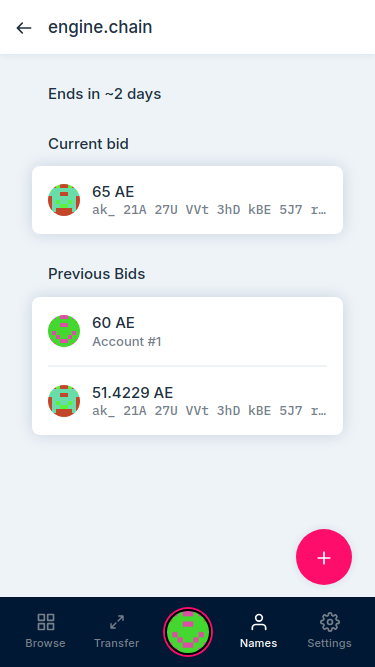 engine.chain
Ends in ~2 days
Current bid
65 AE
ak_ 21A 27U VVt 3hD kBE 5J7 r…
Previous Bids
60 AE
Account #1
51.4229 AE
ak_ 21A 27U VVt 3hD kBE 5J7 r…
Browse
Transfer
Names
Settings